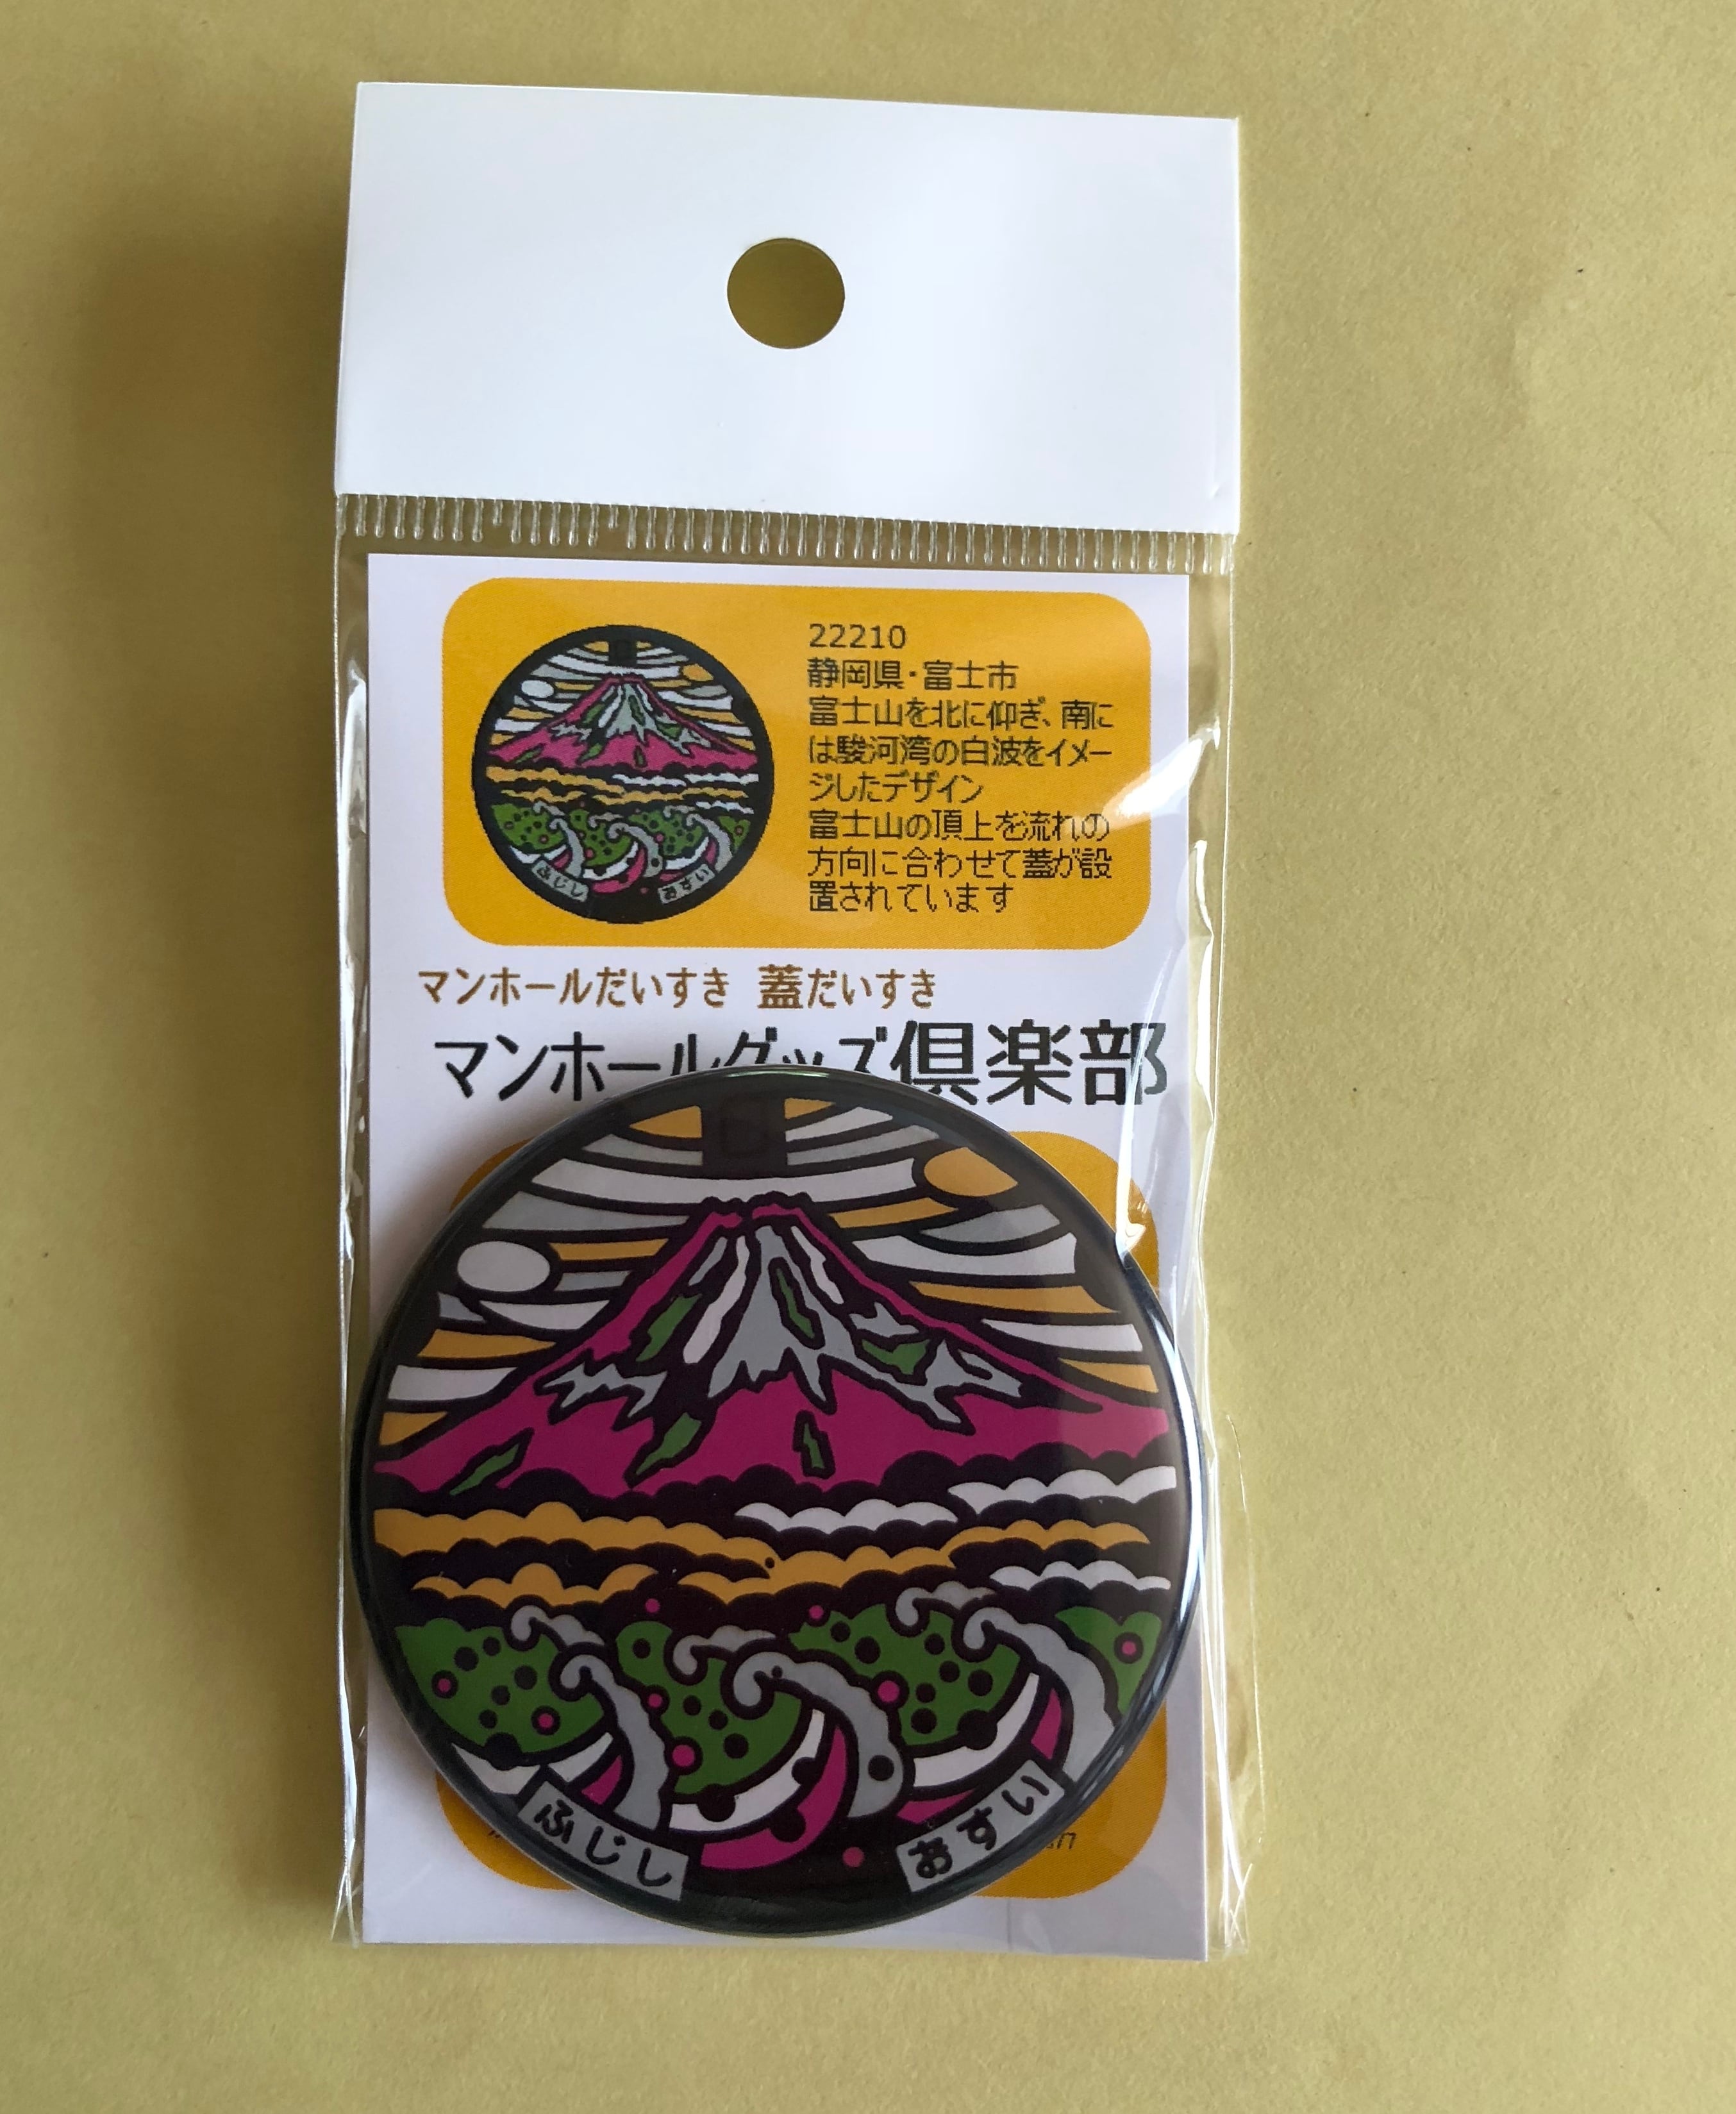 22210
静岡県・富士市
富士山を北に仰ぎ、南に
は駿河湾の白波をイメー
ジしたデザイン
富士山の頂上を流れの
方向に合わせて蓋が設
置されています
マンホールだいすき 蓋だいすき
マンホールグッズ倶楽部
ふじし
おすい